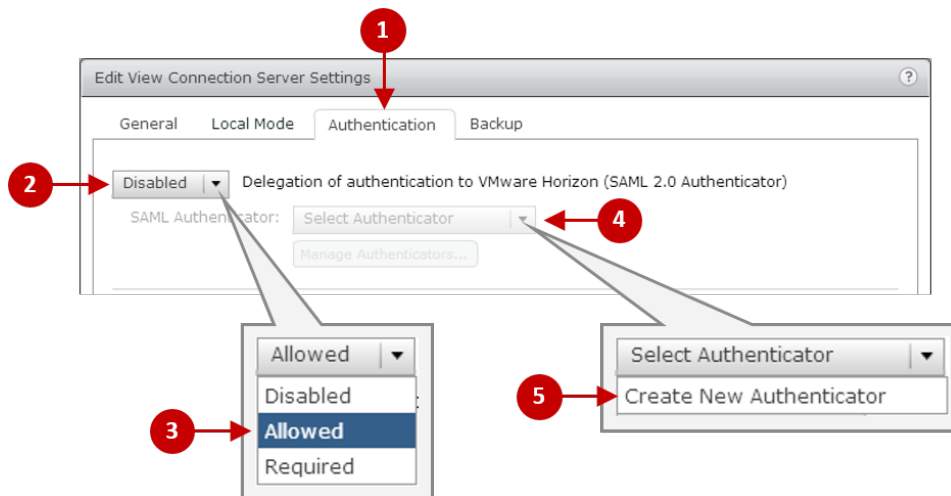 1
Edit View Connection Server Settings ?
General Local Mode Authentication Backup
2 Disabled Delegation of authentication to VMware Horizon (SAML 2.0 Authenticator)
SAML Authenticator: Select Authenticator 4
Manage Authenticators...
Allowed
Disabled
3 Allowed
Required
Select Authenticator
5 Create New Authenticator